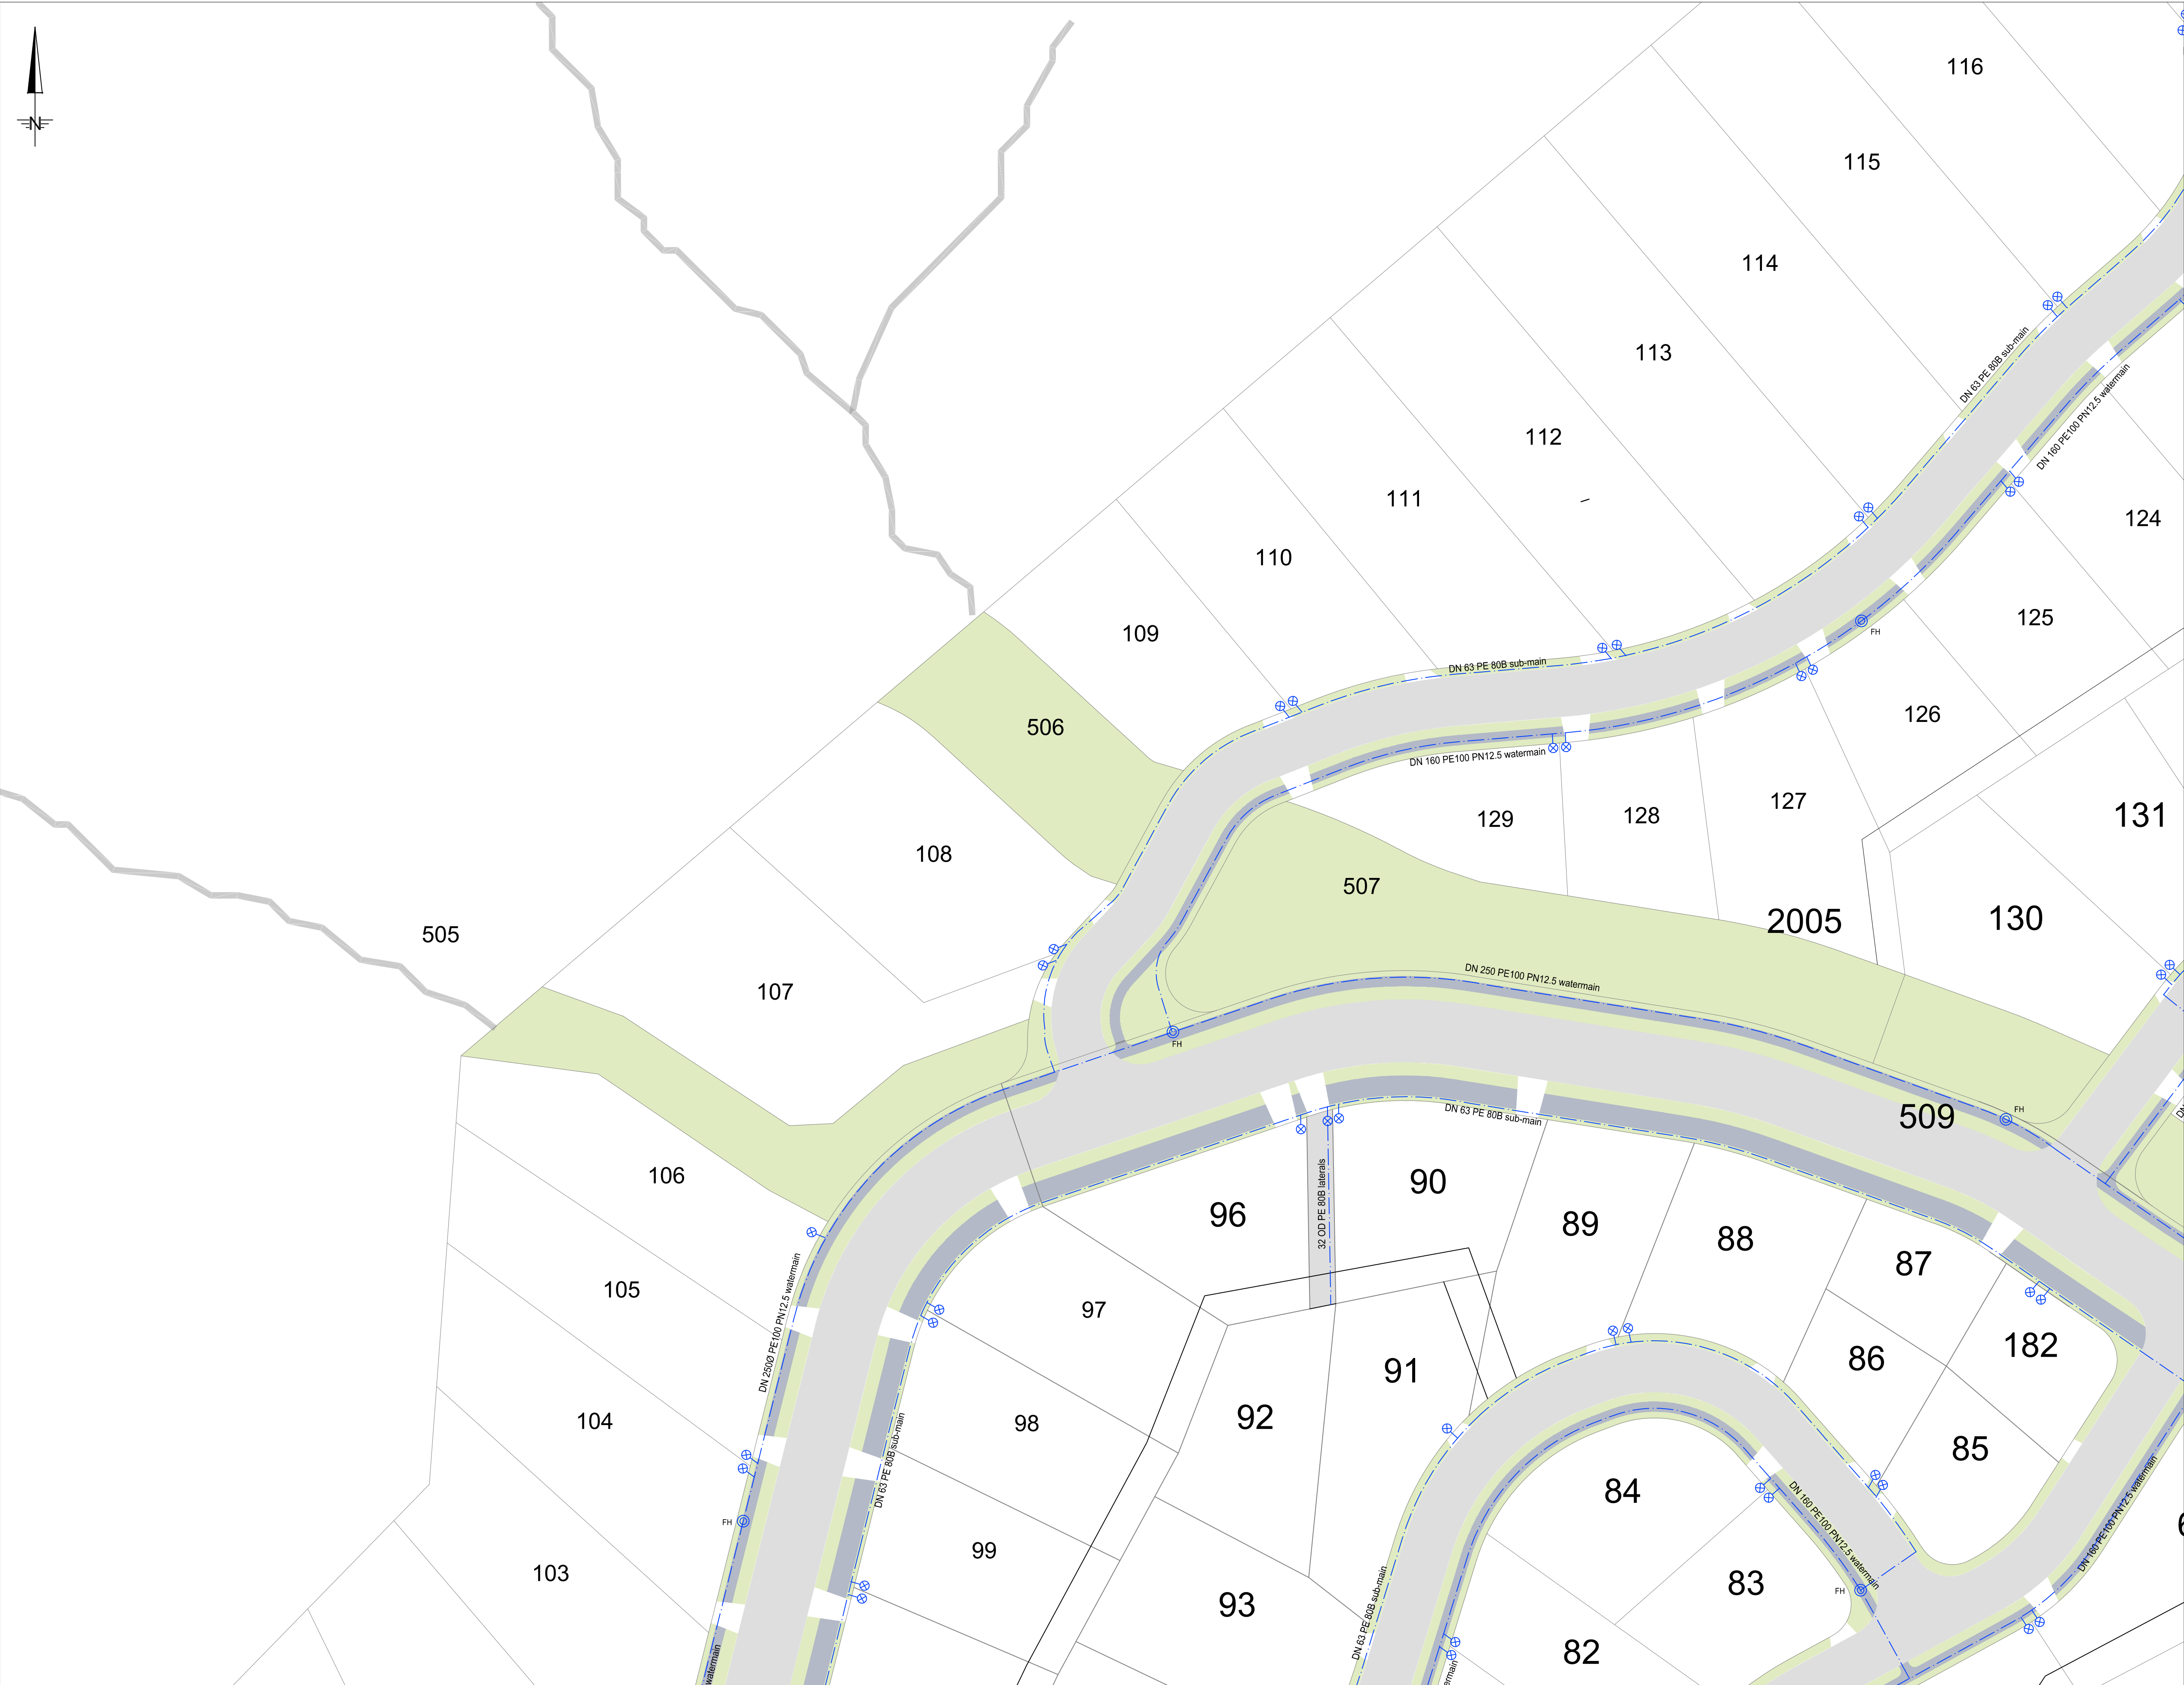 N
116
115
114
113
112
111
110
109
DN 63 PE 80B sub-main
DN 160 PE100 PN12.5 watermain
124
125
FH
126
DN 63 PE 80B sub-main
DN 160 PE100 PN12.5 watermain
506
108
129
128
127
131
507
2005
130
505
107
DN 250 PE100 PN12.5 watermain
FH
FH
509
DN 63 PE 80B sub-main
106
96
32 OD PE 80B laterals
90
89
88
87
105
DN 250Ø PE100 PN12.5 watermain
97
86
182
91
104
98
92
85
DN 63 PE 80B sub-main
84
DN 160 PE100 PN12.5 watermain
DN 160 PE100 PN12.5 watermain
FH
99
103
93
83
FH
DN 63 PE 80B sub-main
82
watermain